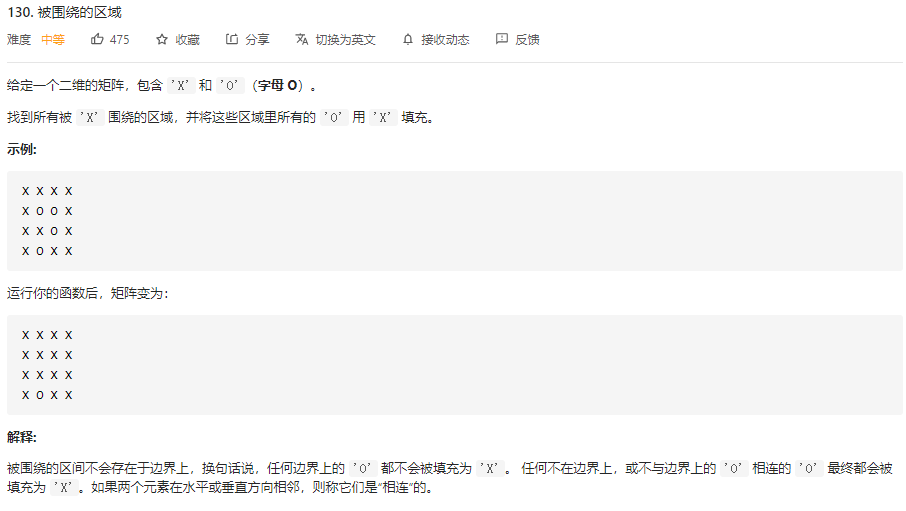 130. 被围绕的区域
难度 中等 475 收藏 分享 切换为英文 接收动态 反馈
给定一个二维的矩阵，包含 'X' 和 'O'（字母 O）。
找到所有被 'X' 围绕的区域，并将这些区域里所有的 'O' 用 'X' 填充。
示例:
X X X X
X O O X
X X O X
X O X X
运行你的函数后，矩阵变为：
X X X X
X X X X
X X X X
X O X X
解释:
被围绕的区间不会存在于边界上，换句话说，任何边界上的 'O' 都不会被填充为 'X'。 任何不在边界上，或不与边界上的 'O' 相连的 'O' 最终都会被
填充为 'X'。如果两个元素在水平或垂直方向相邻，则称它们是“相连”的。